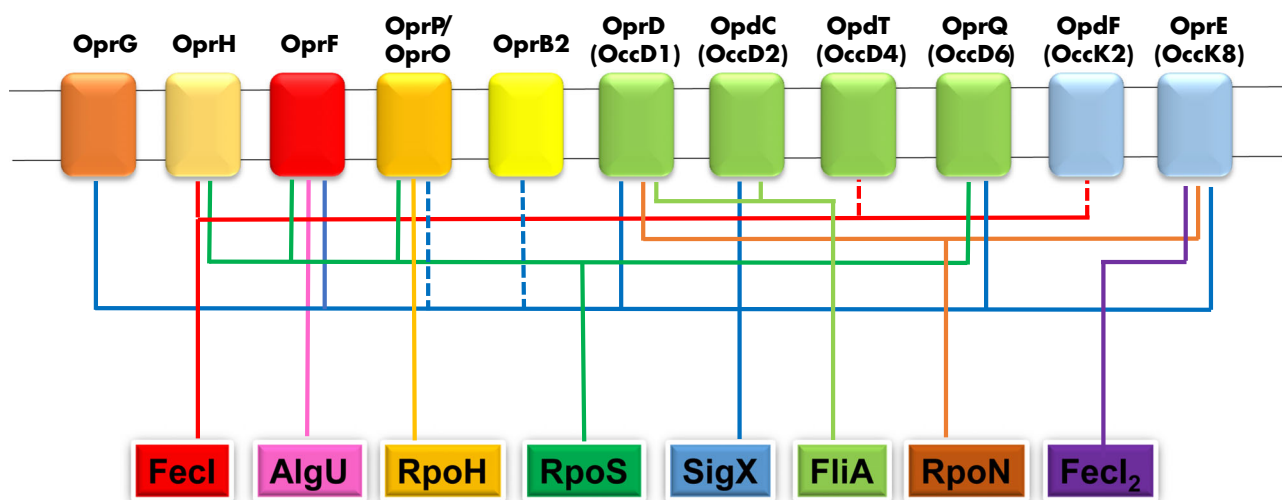 OprG
OprH
OprF
OprP/
OprO
OprB2
OprD
(OccD1)
OpdC
(OccD2)
OpdT
(OccD4)
OprQ
(OccD6)
OpdF
(OccK2)
OprE
(OccK8)
FecI
AlgU
RpoH
RpoS
SigX
FliA
RpoN
FecI₂